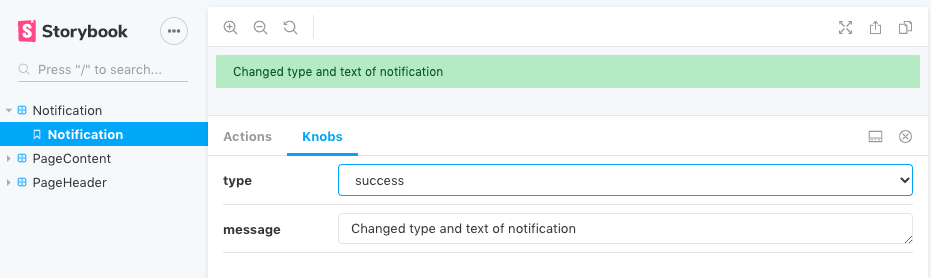 Storybook
Press "/" to search...
Notification
Notification
PageContent
PageHeader
Changed type and text of notification
Actions
Knobs
type
success
message
Changed type and text of notification